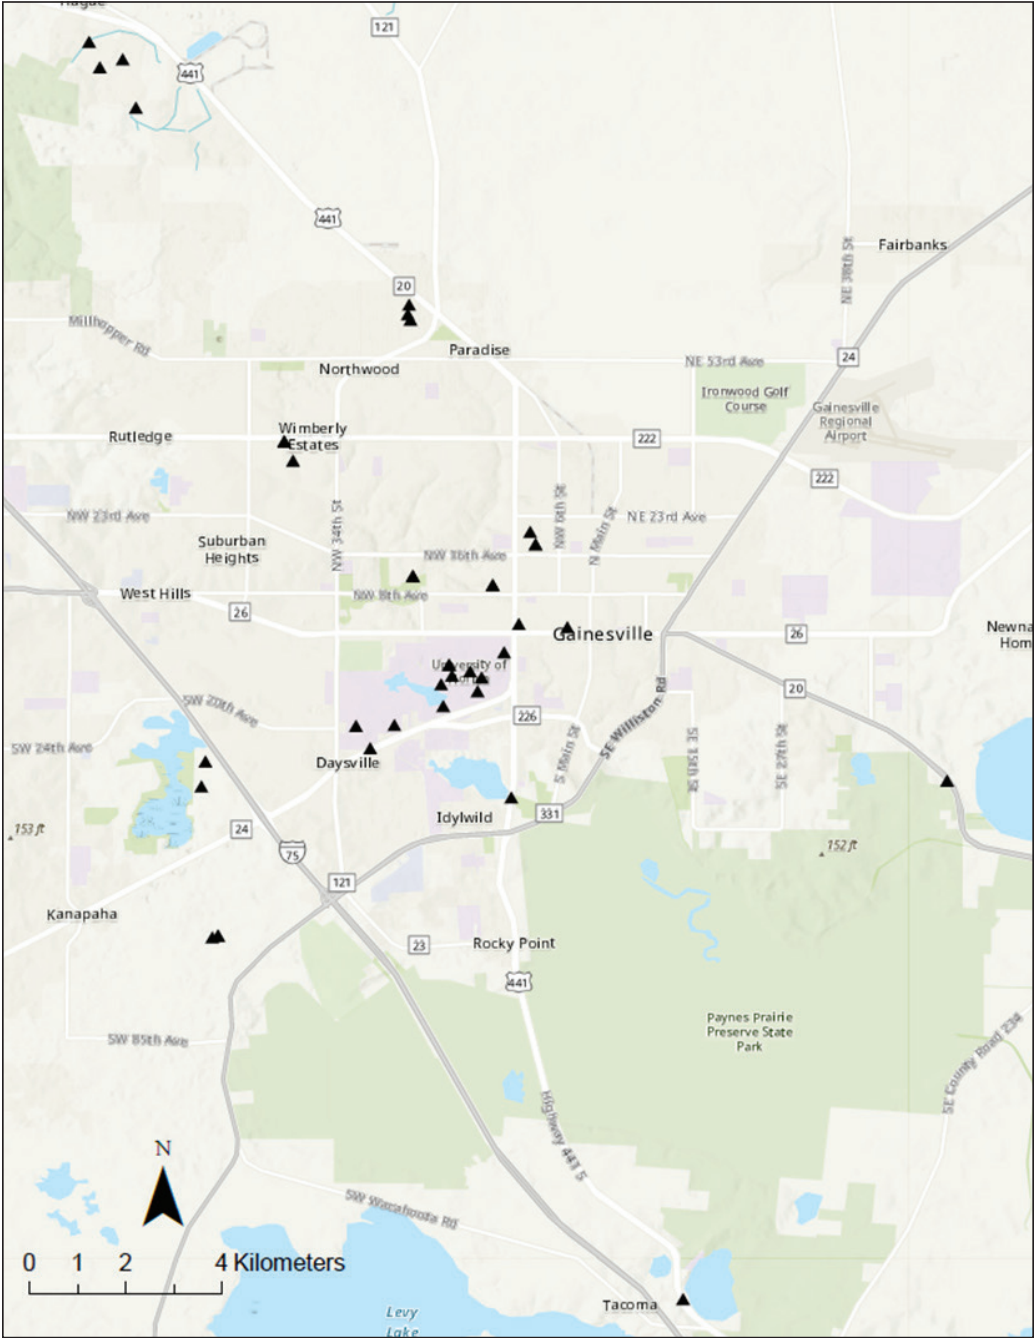 Hague
121
441
441
Fairbanks
NE 38th St
20
Millhopper Rd
Paradise
NE 53rd Ave
24
Northwood
Ironwood Golf
Course
Gainesville
Regional
Airport
Wimberly
Estates
Rutledge
222
222
NW 34th St
NW 6th St
N Main St
NW 23rd Ave
NE 23rd Ave
Suburban
Heights
NW 16th Ave
West Hills
NW 8th Ave
26
Gainesville
26
Newna
Hom
University of
SW 20th Ave
SE Williston Rd
20
226
SW 24th Ave
S Main St
SE 15th St
SE 27th St
Daysville
Idylwild
331
153 ft
24
75
152 ft
121
Kanapaha
23
Rocky Point
441
Paynes Prairie
Preserve State
Park
SW 85th Ave
SE County Road 234
Highway 441 S
N
SW Wacahoota Rd
0 1 2 4 Kilometers
Tacoma
Levy
Lake